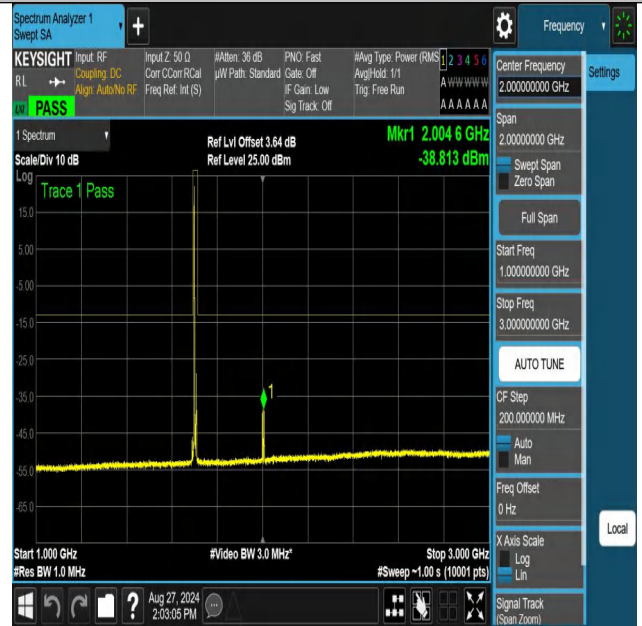 Spectrum Analyzer 1
Swept SA
+
Frequency
KEYSIGHT
RL
PASS
Input: RF
Coupling: DC
Align: Auto/No RF
Input Z: 50 Ω
Corr CCorr RCal
Freq Ref: Int (S)
#Atten: 36 dB
µW Path: Standard
PNO: Fast
Gate: Off
IF Gain: Low
Sig Track: Off
#Avg Type: Power (RMS
Avg|Hold: 1/1
Trig: Free Run
1 2 3 4 5 6
A W W W W W
A A A A A A
1 Spectrum
Scale/Div 10 dB
Log
Ref Lvl Offset 3.64 dB
Ref Level 25.00 dBm
Mkr1 2.004 6 GHz
-38.813 dBm
Trace 1 Pass
15.0
5.00
-5.00
-15.0
-25.0
-35.0
-45.0
-55.0
-65.0
1
Start 1.000 GHz
#Res BW 1.0 MHz
#Video BW 3.0 MHz*
Stop 3.000 GHz
#Sweep ~1.00 s (10001 pts)
Aug 27, 2024
2:03:05 PM
Center Frequency
2.000000000 GHz
Span
2.00000000 GHz
Swept Span
Zero Span
Full Span
Start Freq
1.000000000 GHz
Stop Freq
3.000000000 GHz
AUTO TUNE
CF Step
200.000000 MHz
Auto
Man
Freq Offset
0 Hz
X Axis Scale
Log
Lin
Signal Track
(Span Zoom)
Settings
Local